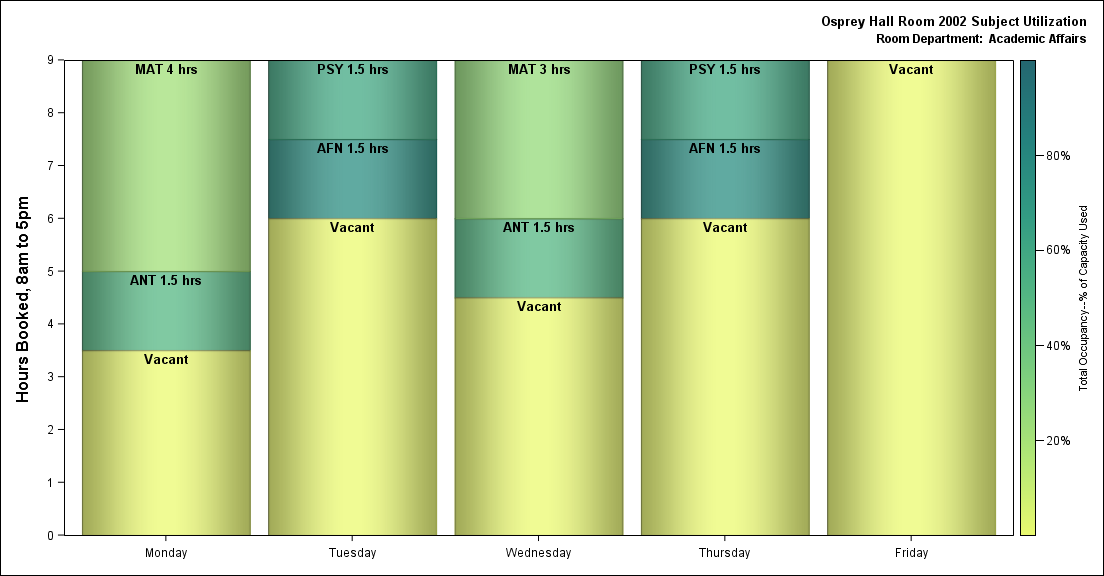 Osprey Hall Room 2002 Subject Utilization
Room Department:  Academic Affairs
Hours Booked, 8am to 5pm
9
8
7
6
5
4
3
2
1
0
MAT 4 hrs
ANT 1.5 hrs
Vacant
PSY 1.5 hrs
AFN 1.5 hrs
Vacant
MAT 3 hrs
ANT 1.5 hrs
Vacant
PSY 1.5 hrs
AFN 1.5 hrs
Vacant
Vacant
Monday
Tuesday
Wednesday
Thursday
Friday
80%
60%
40%
20%
Total Occupancy--% of Capacity Used